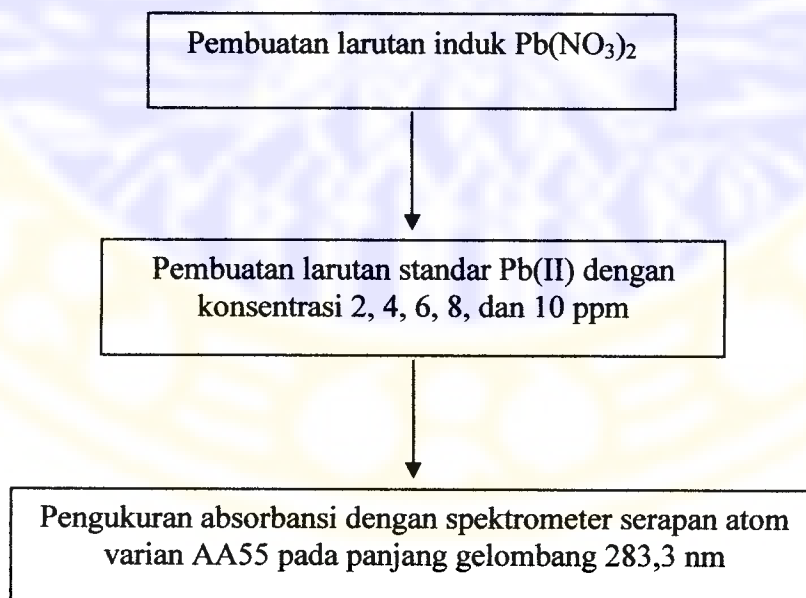 Pembuatan larutan induk Pb(NO₃)₂
Pembuatan larutan standar Pb(II) dengan
konsentrasi 2, 4, 6, 8, dan 10 ppm
Pengukuran absorbansi dengan spektrometer serapan atom
varian AA55 pada panjang gelombang 283,3 nm